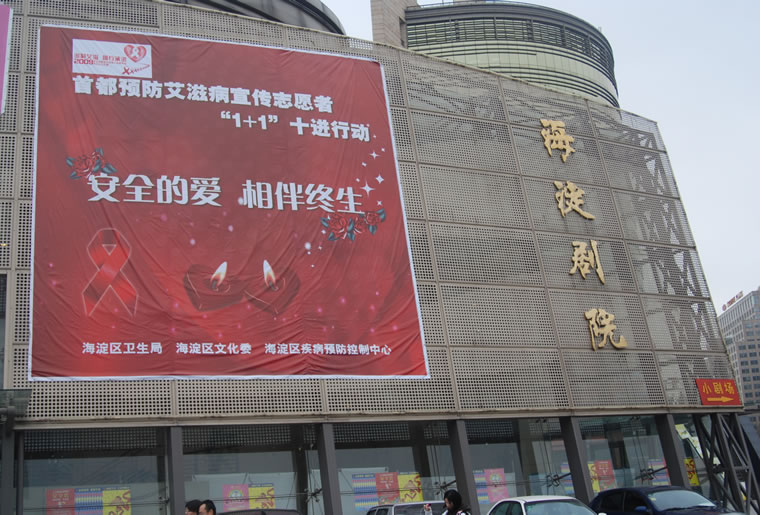 2009
首都预防艾滋病宣传志愿者
“1+1”十进行动
安全的爱 相伴终生
海淀区卫生局 海淀区文化委 海淀区疾病预防控制中心
海淀剧院
小剧场